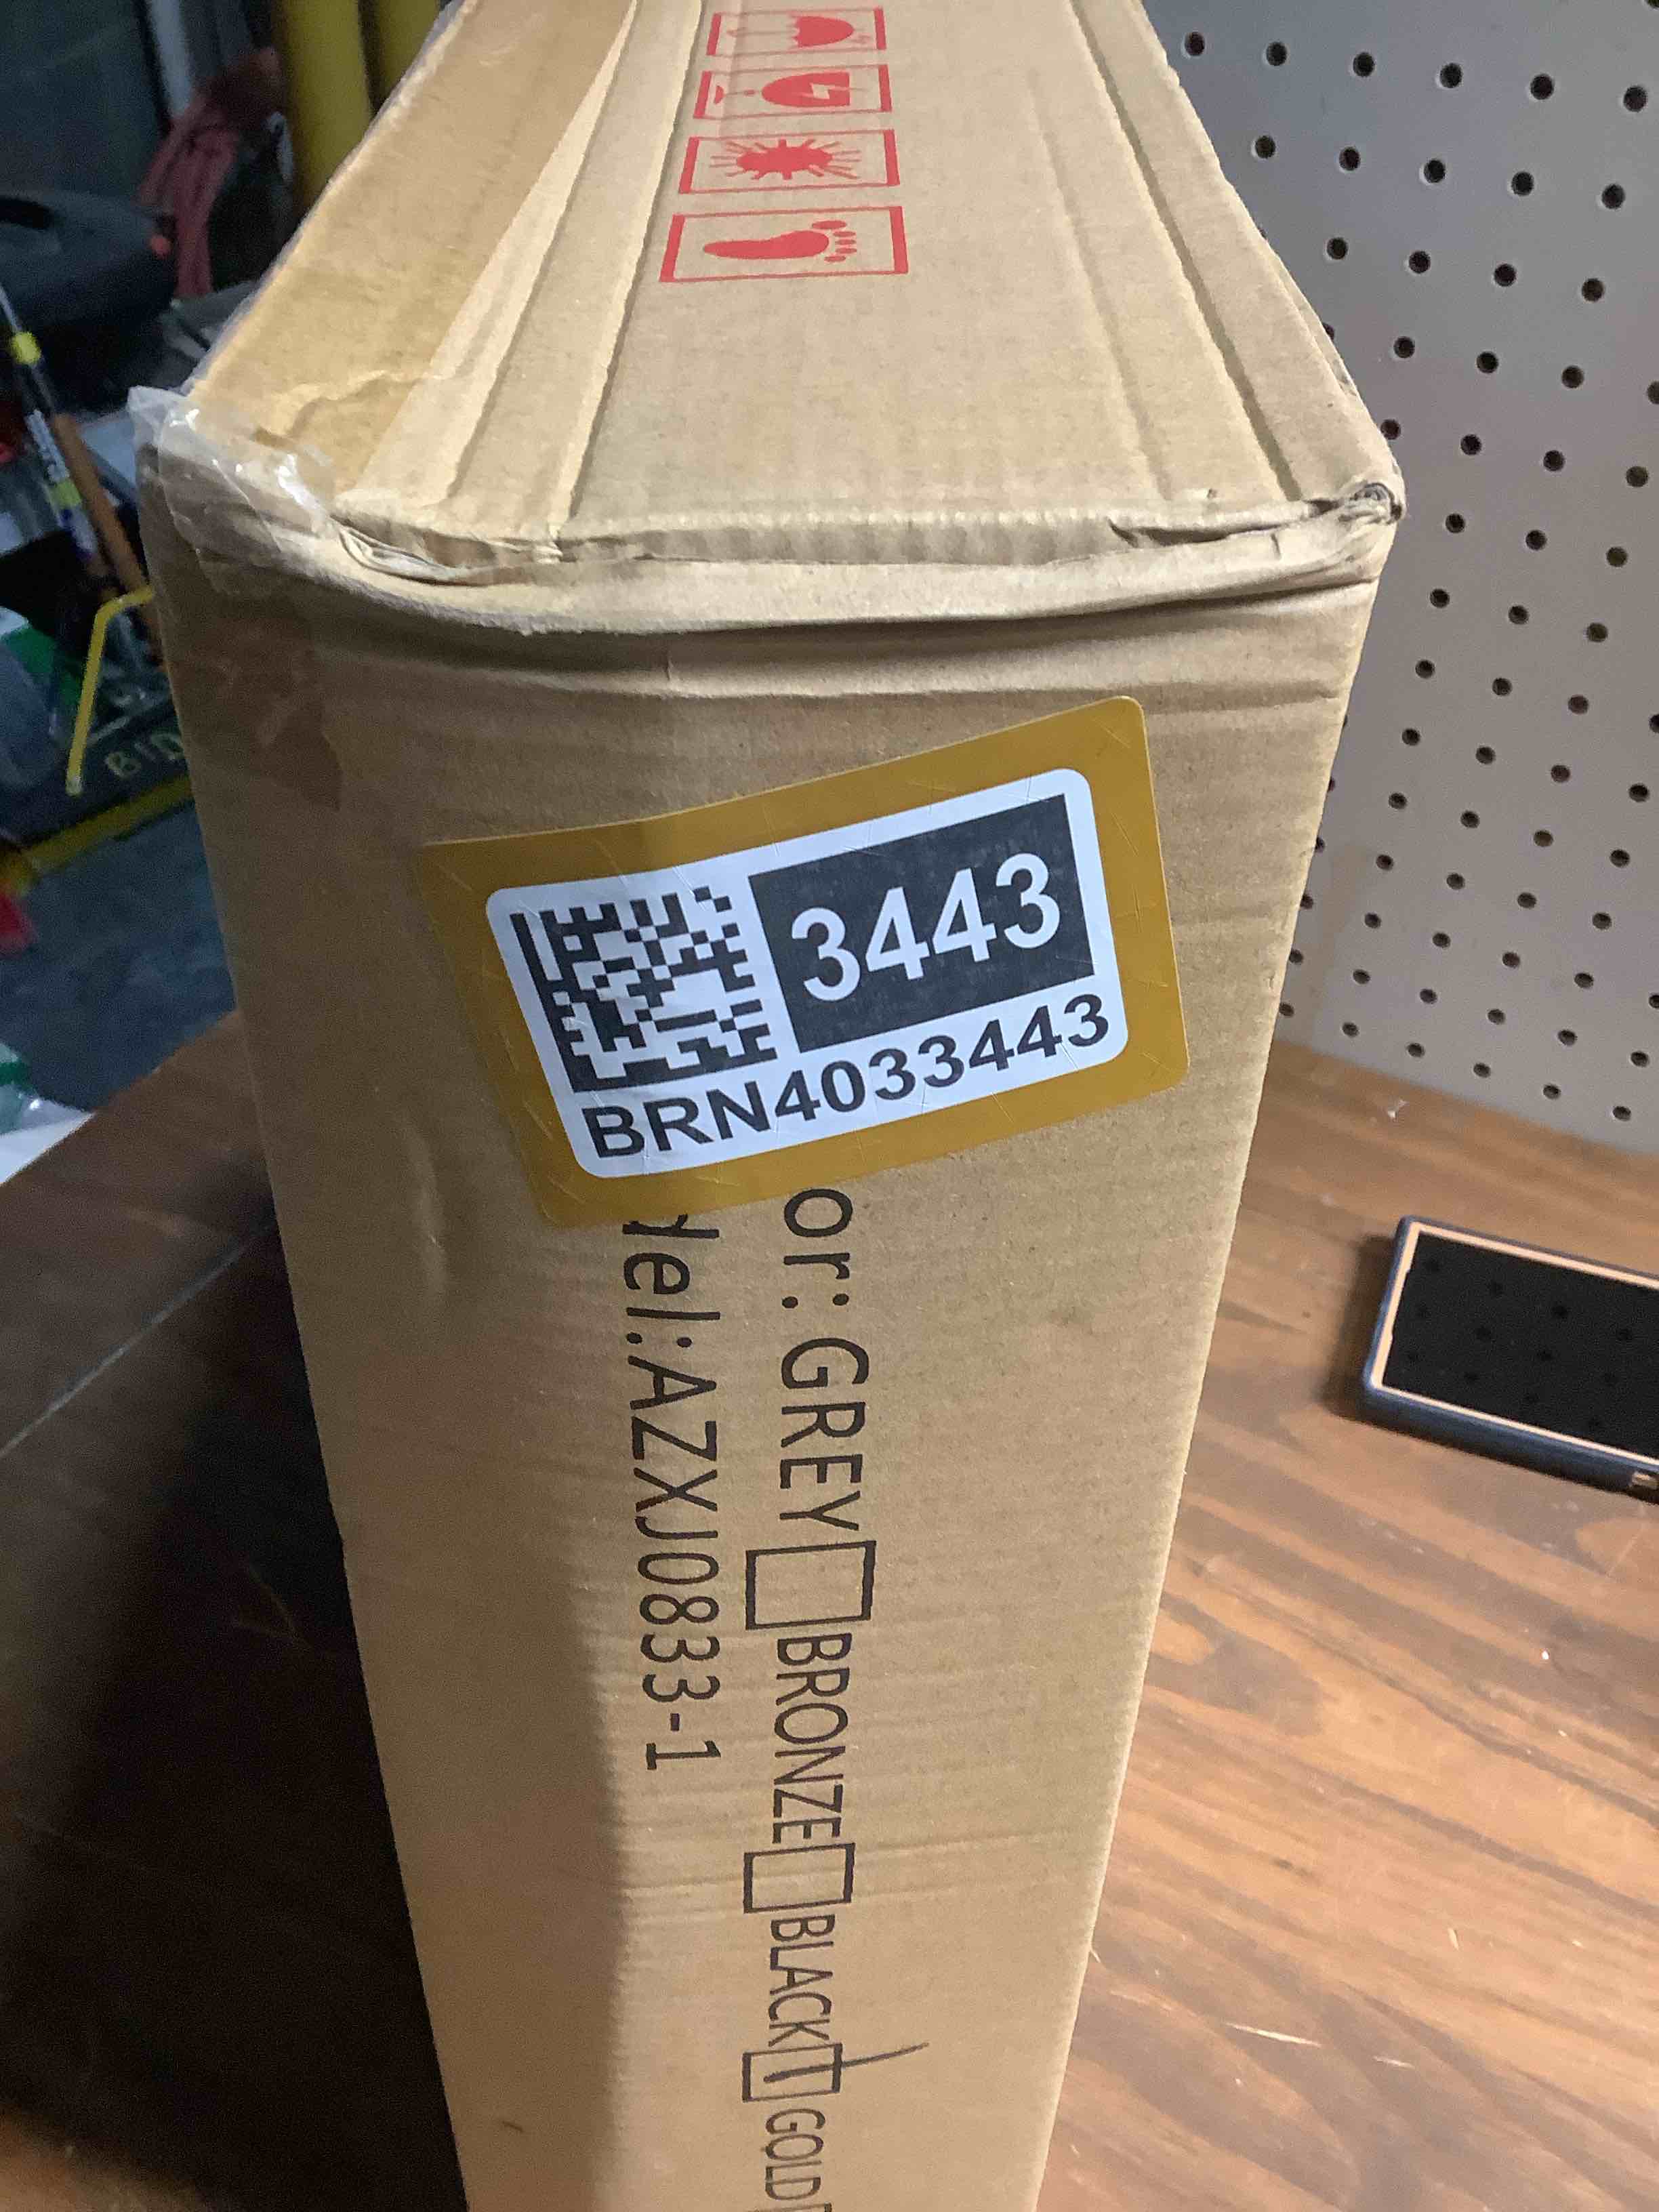 3443
BRN4033443
or: GREY BRONZE BLACK GOLD
del:AZXJ0833-1